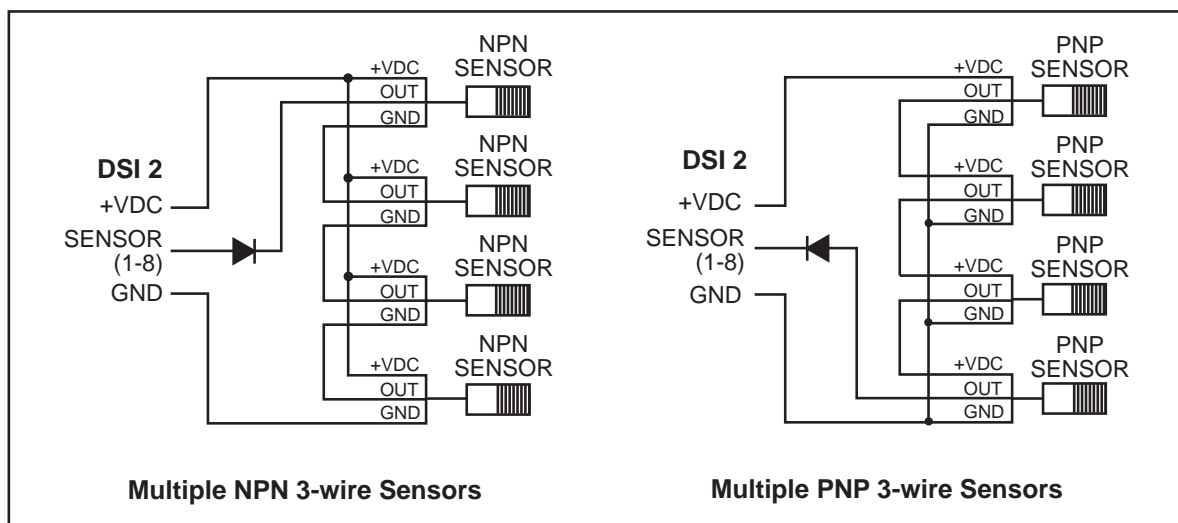 NPN
SENSOR
+VDC
OUT
GND
NPN
SENSOR
+VDC
OUT
GND
NPN
SENSOR
+VDC
OUT
GND
NPN
SENSOR
+VDC
OUT
GND
DSI 2
+VDC
SENSOR
(1-8)
GND
Multiple NPN 3-wire Sensors
PNP
SENSOR
+VDC
OUT
GND
PNP
SENSOR
+VDC
OUT
GND
PNP
SENSOR
+VDC
OUT
GND
PNP
SENSOR
+VDC
OUT
GND
DSI 2
+VDC
SENSOR
(1-8)
GND
Multiple PNP 3-wire Sensors